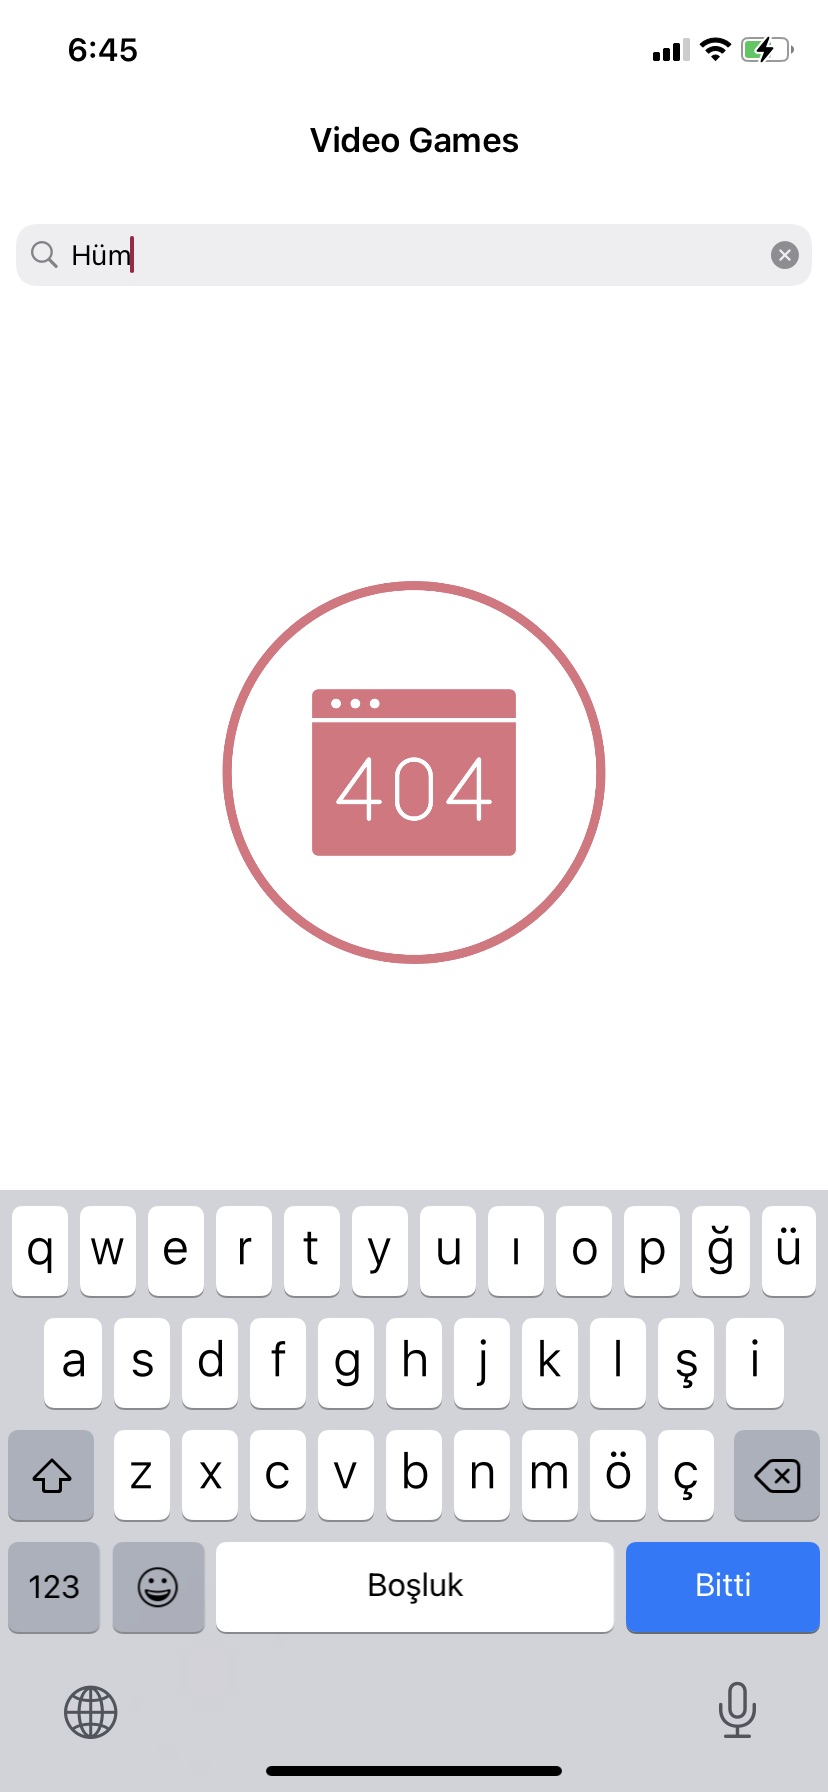 6:45
Video Games
Hüm
404
q w e r t y u ı o p ğ ü
a s d f g h j k l ş i
z x c v b n m ö ç
123 Boşluk Bitti